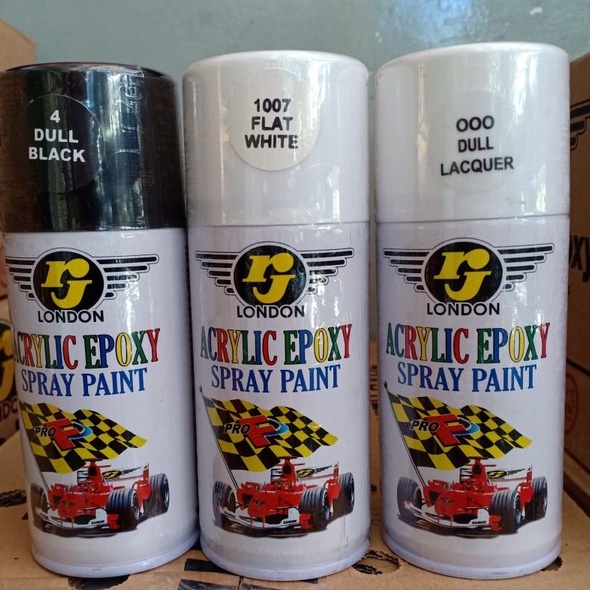 4
DULL
BLACK
rj
LONDON
ACRYLIC EPOXY
SPRAY PAINT
PRO F
1007
FLAT
WHITE
rj
LONDON
ACRYLIC EPOXY
SPRAY PAINT
PRO F
OOO
DULL
LACQUER
rj
LONDON
ACRYLIC EPOXY
SPRAY PAINT
PRO F